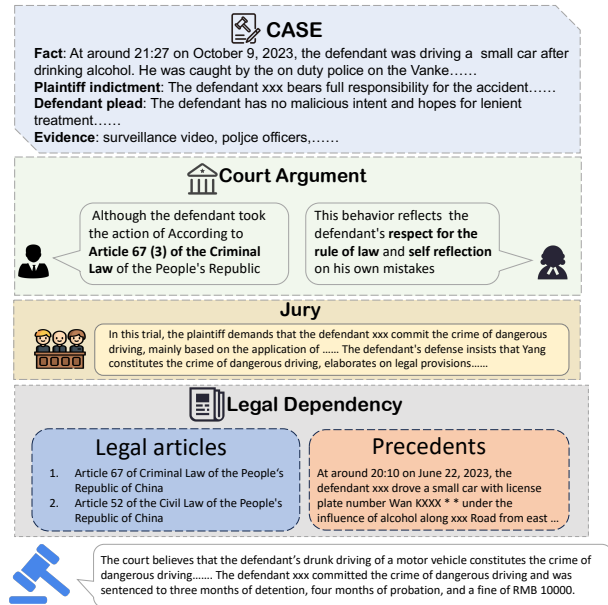 CASE
Fact: At around 21:27 on October 9, 2023, the defendant was driving a small car after
drinking alcohol. He was caught by the on duty police on the Vanke……
Plaintiff indictment: The defendant xxx bears full responsibility for the accident……
Defendant plead: The defendant has no malicious intent and hopes for lenient
treatment……
Evidence: surveillance video, poljce officers,……
Court Argument
Although the defendant took
the action of According to
Article 67 (3) of the Criminal
Law of the People's Republic
This behavior reflects the
defendant's respect for the
rule of law and self reflection
on his own mistakes
Jury
In this trial, the plaintiff demands that the defendant xxx commit the crime of dangerous
driving, mainly based on the application of …… The defendant's defense insists that Yang
constitutes the crime of dangerous driving, elaborates on legal provisions……
Legal Dependency
Legal articles
1. Article 67 of Criminal Law of the People's
Republic of China
2. Article 52 of the Civil Law of the People's
Republic of China
Precedents
At around 20:10 on June 22, 2023, the
defendant xxx drove a small car with license
plate number Wan KXXX * * under the
influence of alcohol along xxx Road from east …
The court believes that the defendant's drunk driving of a motor vehicle constitutes the crime of
dangerous driving……. The defendant xxx committed the crime of dangerous driving and was
sentenced to three months of detention, four months of probation, and a fine of RMB 10000.